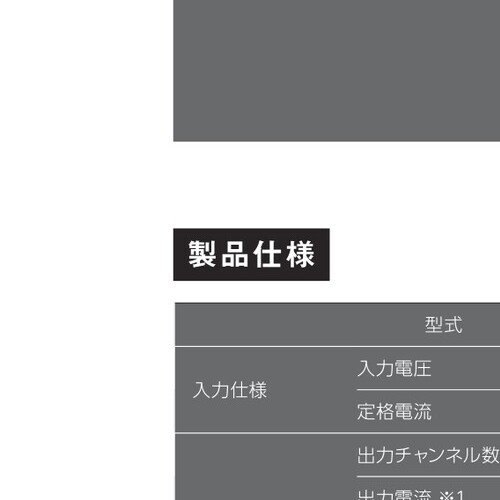 製品仕様
型式
入力仕様
入力電圧
定格電流
出力チャンネル数
出力電流 ※1